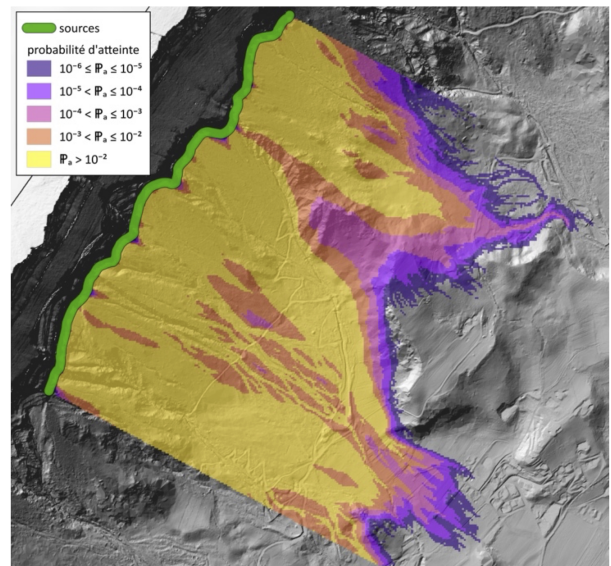 sources
probabilité d'atteinte
10⁻⁶ ≤ ℙₐ ≤ 10⁻⁵
10⁻⁵ < ℙₐ ≤ 10⁻⁴
10⁻⁴ < ℙₐ ≤ 10⁻³
10⁻³ < ℙₐ ≤ 10⁻²
ℙₐ > 10⁻²